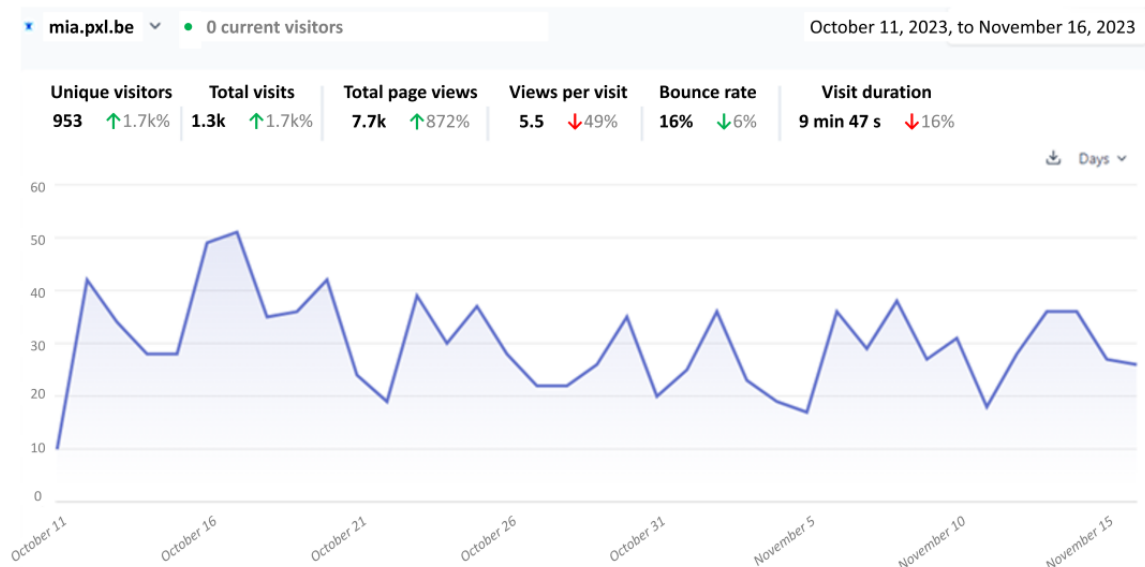 mia.pxl.be 0 current visitors October 11, 2023, to November 16, 2023
Unique visitors Total visits Total page views Views per visit Bounce rate Visit duration
953 ↑1.7k% 1.3k ↑1.7k% 7.7k ↑872% 5.5 ↓49% 16% ↓6% 9 min 47 s ↓16%
Days
60
50
40
30
20
10
0
October 11 October 16 October 21 October 26 October 31 November 5 November 10 November 15